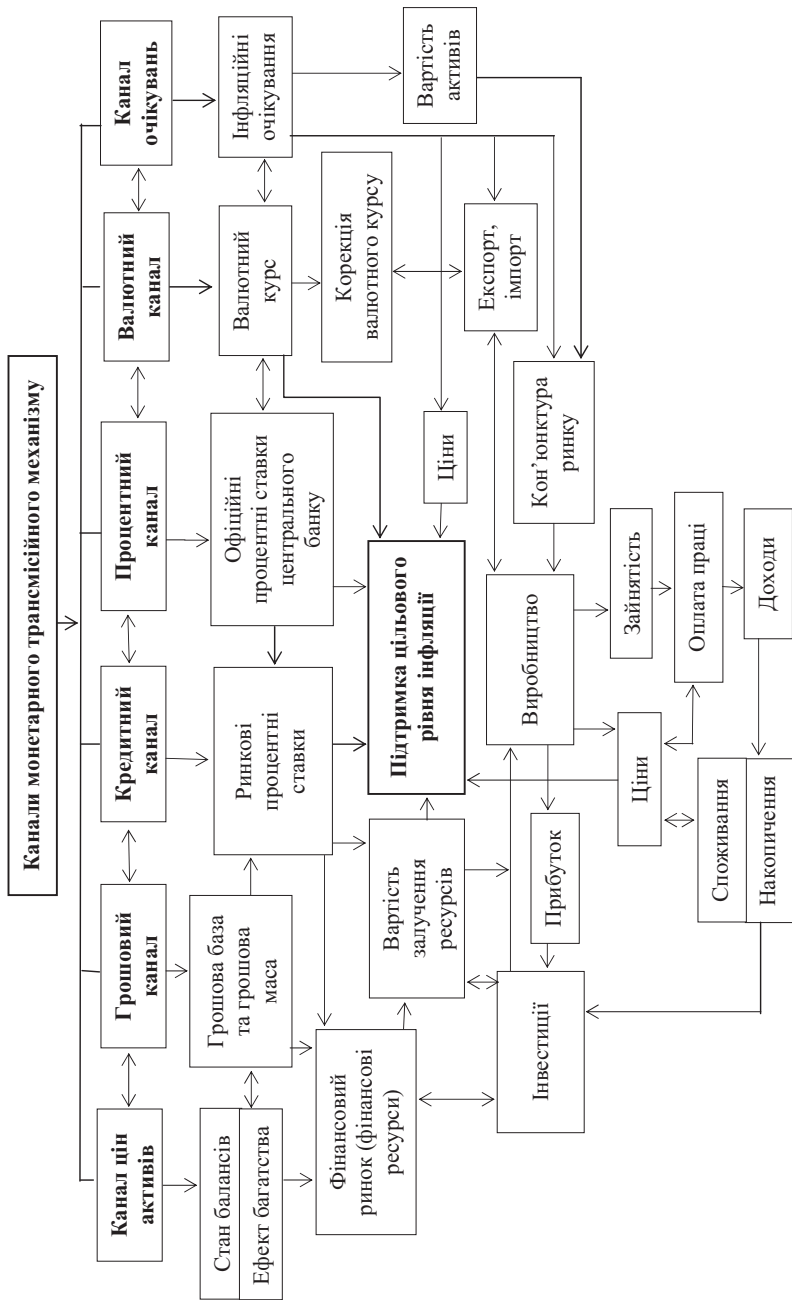 Канали монетарного трансмісійного механізму
Канал цін
активів
Грошовий
канал
Кредитний
канал
Процентний
канал
Валютний
канал
Канал
очікувань
Стан балансів
Ефект багатства
Грошова база
та грошова
маса
Ринкові
процентні
ставки
Офіційні
процентні ставки
центрального
банку
Валютний
курс
Інфляційні
очікування
Фінансовий
ринок (фінансові
ресурси)
Вартість
залучення
ресурсів
Підтримка цільового
рівня інфляції
Ціни
Корекція
валютного курсу
Вартість
активів
Експорт,
імпорт
Інвестиції
Прибуток
Виробництво
Кон’юнктура
ринку
Ціни
Зайнятість
Оплата праці
Споживання
Накопичення
Доходи